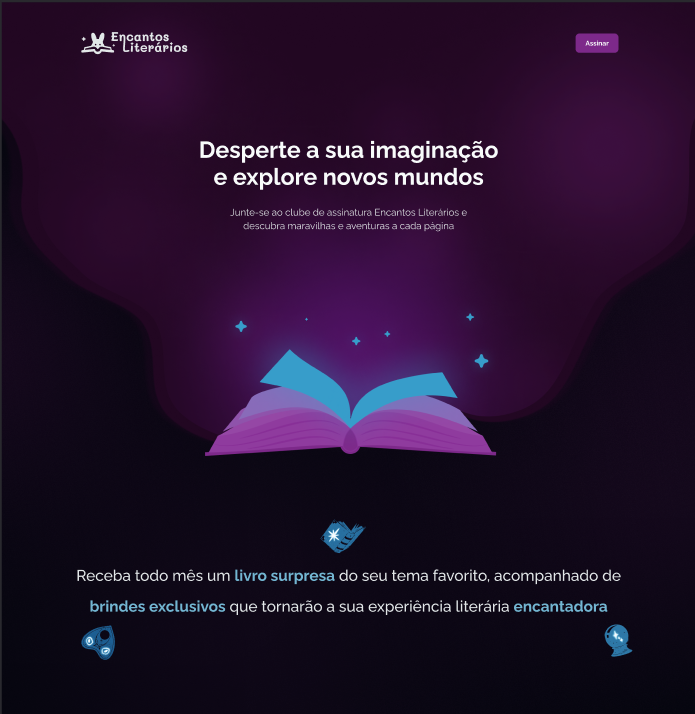 Encantos
Literários
Assinar
Desperte a sua imaginação
e explore novos mundos
Junte-se ao clube de assinatura Encantos Literários e
descubra maravilhas e aventuras a cada página
Receba todo mês um livro surpresa do seu tema favorito, acompanhado de
brindes exclusivos que tornarão a sua experiência literária encantadora